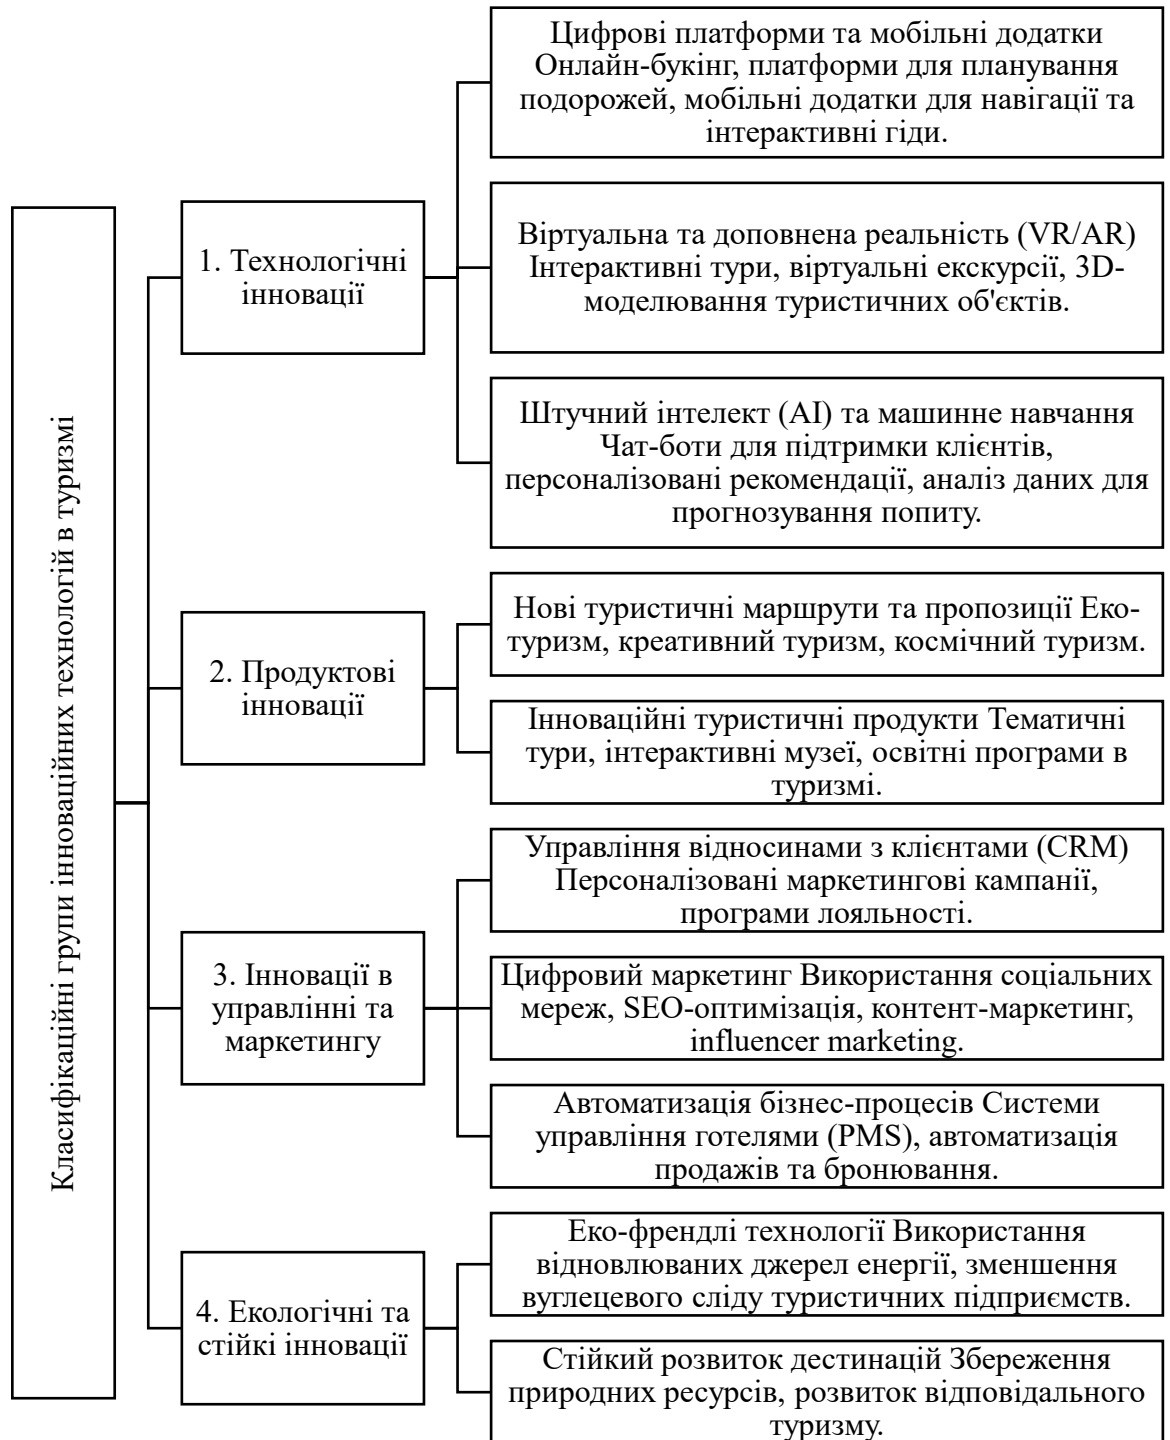 Класифікаційні групи інноваційних технологій в туризмі
1. Технологічні
інновації
Цифрові платформи та мобільні додатки
Онлайн-букінг, платформи для планування
подорожей, мобільні додатки для навігації та
інтерактивні гіди.
Віртуальна та доповнена реальність (VR/AR)
Інтерактивні тури, віртуальні екскурсії, 3D-
моделювання туристичних об'єктів.
Штучний інтелект (AI) та машинне навчання
Чат-боти для підтримки клієнтів,
персоналізовані рекомендації, аналіз даних для
прогнозування попиту.
2. Продуктові
інновації
Нові туристичні маршрути та пропозиції Еко-
туризм, креативний туризм, космічний туризм.
Інноваційні туристичні продукти Тематичні
тури, інтерактивні музеї, освітні програми в
туризмі.
3. Інновації в
управлінні та
маркетингу
Управління відносинами з клієнтами (CRM)
Персоналізовані маркетингові кампанії,
програми лояльності.
Цифровий маркетинг Використання соціальних
мереж, SEO-оптимізація, контент-маркетинг,
influencer marketing.
Автоматизація бізнес-процесів Системи
управління готелями (PMS), автоматизація
продажів та бронювання.
4. Екологічні та
стійкі інновації
Еко-френдлі технології Використання
відновлюваних джерел енергії, зменшення
вуглецевого сліду туристичних підприємств.
Стійкий розвиток дестинацій Збереження
природних ресурсів, розвиток відповідального
туризму.